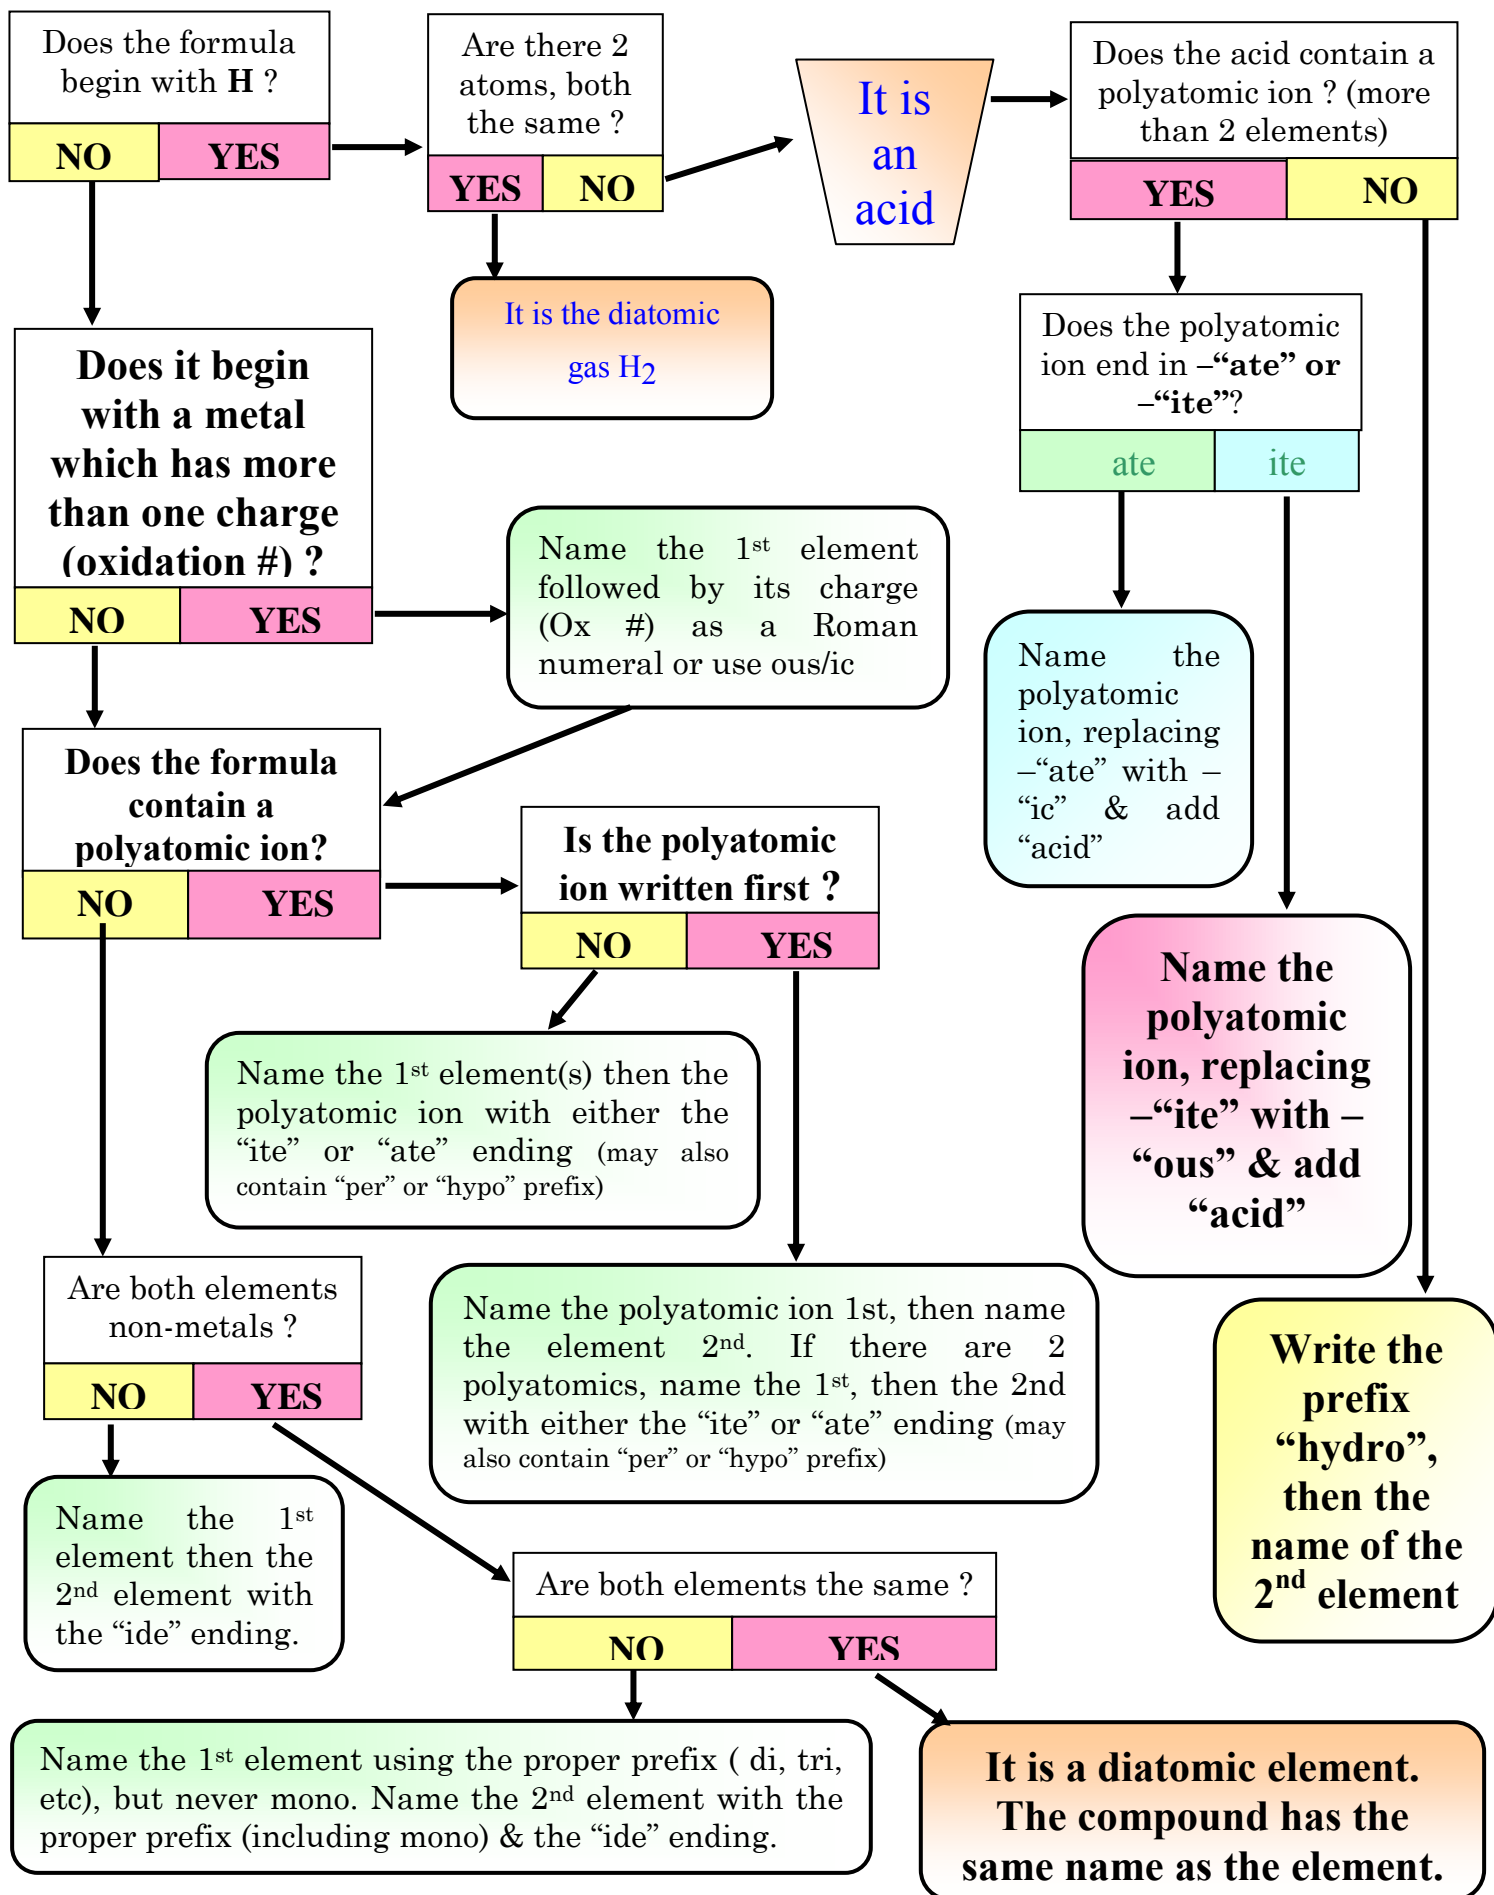 Does the formula
begin with H ?
NO
YES
Are there 2
atoms, both
the same ?
YES
NO
It is
an
acid
Does the acid contain a
polyatomic ion ? (more
than 2 elements)
YES
NO
It is the diatomic
gas H2
Does the polyatomic
ion end in –“ate” or
–“ite”?
ate
ite
Does it begin
with a metal
which has more
than one charge
(oxidation #) ?
NO
YES
Name the 1st element
followed by its charge
(Ox #) as a Roman
numeral or use ous/ic
Name the
polyatomic
ion, replacing
–“ate” with –
“ic” & add
“acid”
Does the formula
contain a
polyatomic ion?
NO
YES
Is the polyatomic
ion written first ?
NO
YES
Name the
polyatomic
ion, replacing
–“ite” with –
“ous” & add
“acid”
Name the 1st element(s) then the
polyatomic ion with either the
“ite” or “ate” ending (may also
contain “per” or “hypo” prefix)
Are both elements
non-metals ?
NO
YES
Name the polyatomic ion 1st, then name
the element 2nd. If there are 2
polyatomics, name the 1st, then the 2nd
with either the “ite” or “ate” ending (may
also contain “per” or “hypo” prefix)
Write the
prefix
“hydro”,
then the
name of the
2nd element
Name the 1st
element then the
2nd element with
the “ide” ending.
Are both elements the same ?
NO
YES
Name the 1st element using the proper prefix ( di, tri,
etc), but never mono. Name the 2nd element with the
proper prefix (including mono) & the “ide” ending.
It is a diatomic element.
The compound has the
same name as the element.